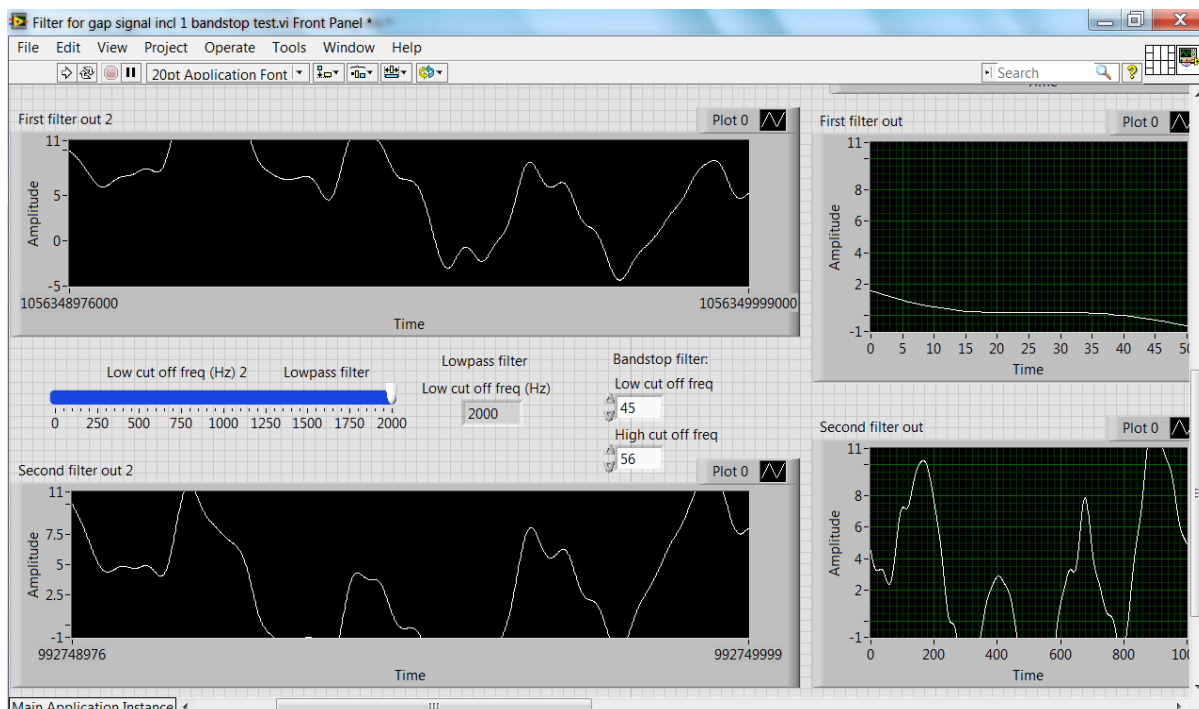 Filter for gap signal incl 1 bandstop test.vi Front Panel *
File Edit View Project Operate Tools Window Help
20pt Application Font
Search
Time
First filter out 2
Plot 0
11
5
0
-5
Amplitude
1056348976000
1056349999000
Time
First filter out
Plot 0
11
8
6
4
2
-1
Amplitude
0 5 10 15 20 25 30 35 40 45 50
Time
Low cut off freq (Hz) 2
Lowpass filter
0 250 500 750 1000 1250 1500 1750 2000
Lowpass filter
Low cut off freq (Hz)
2000
Bandstop filter:
Low cut off freq
45
High cut off freq
56
Second filter out 2
Plot 0
11
7.5
5
2.5
-1
Amplitude
992748976
992749999
Time
Second filter out
Plot 0
11
8
6
4
2
-1
Amplitude
0 200 400 600 800 100
Time
Main Application Instance